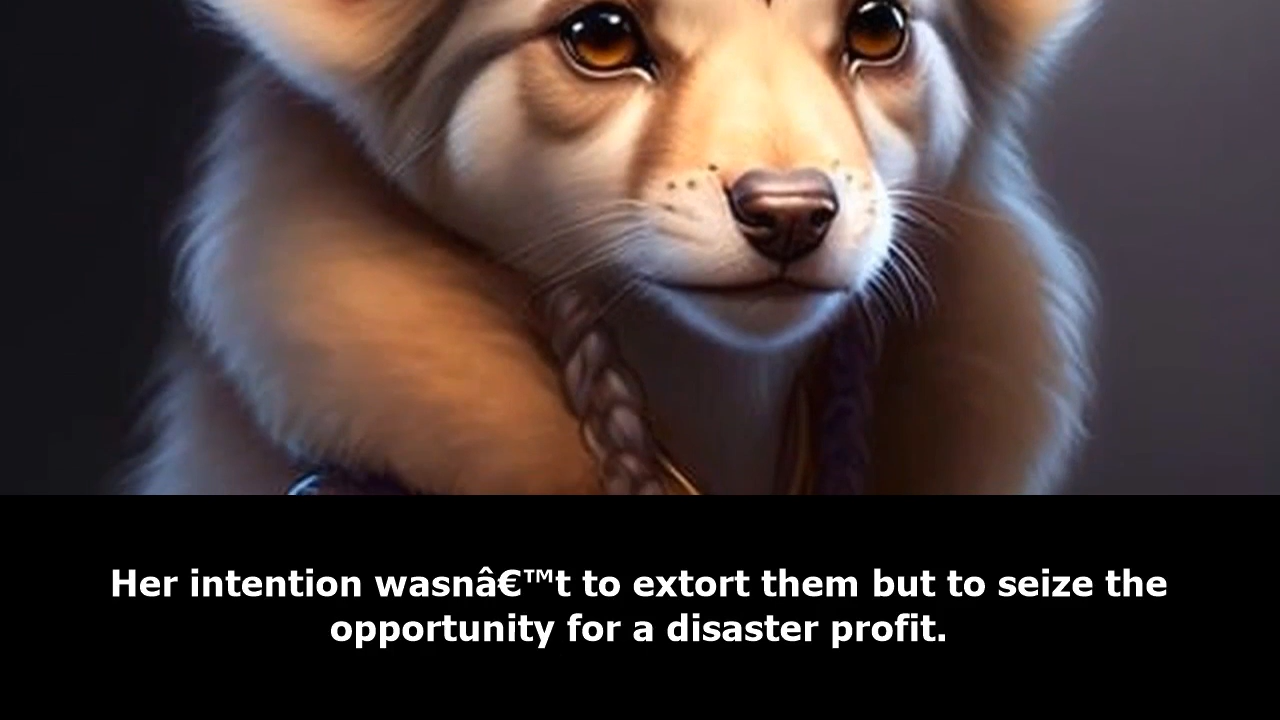 Her intention wasnâ€™t to extort them but to seize the
opportunity for a disaster profit.